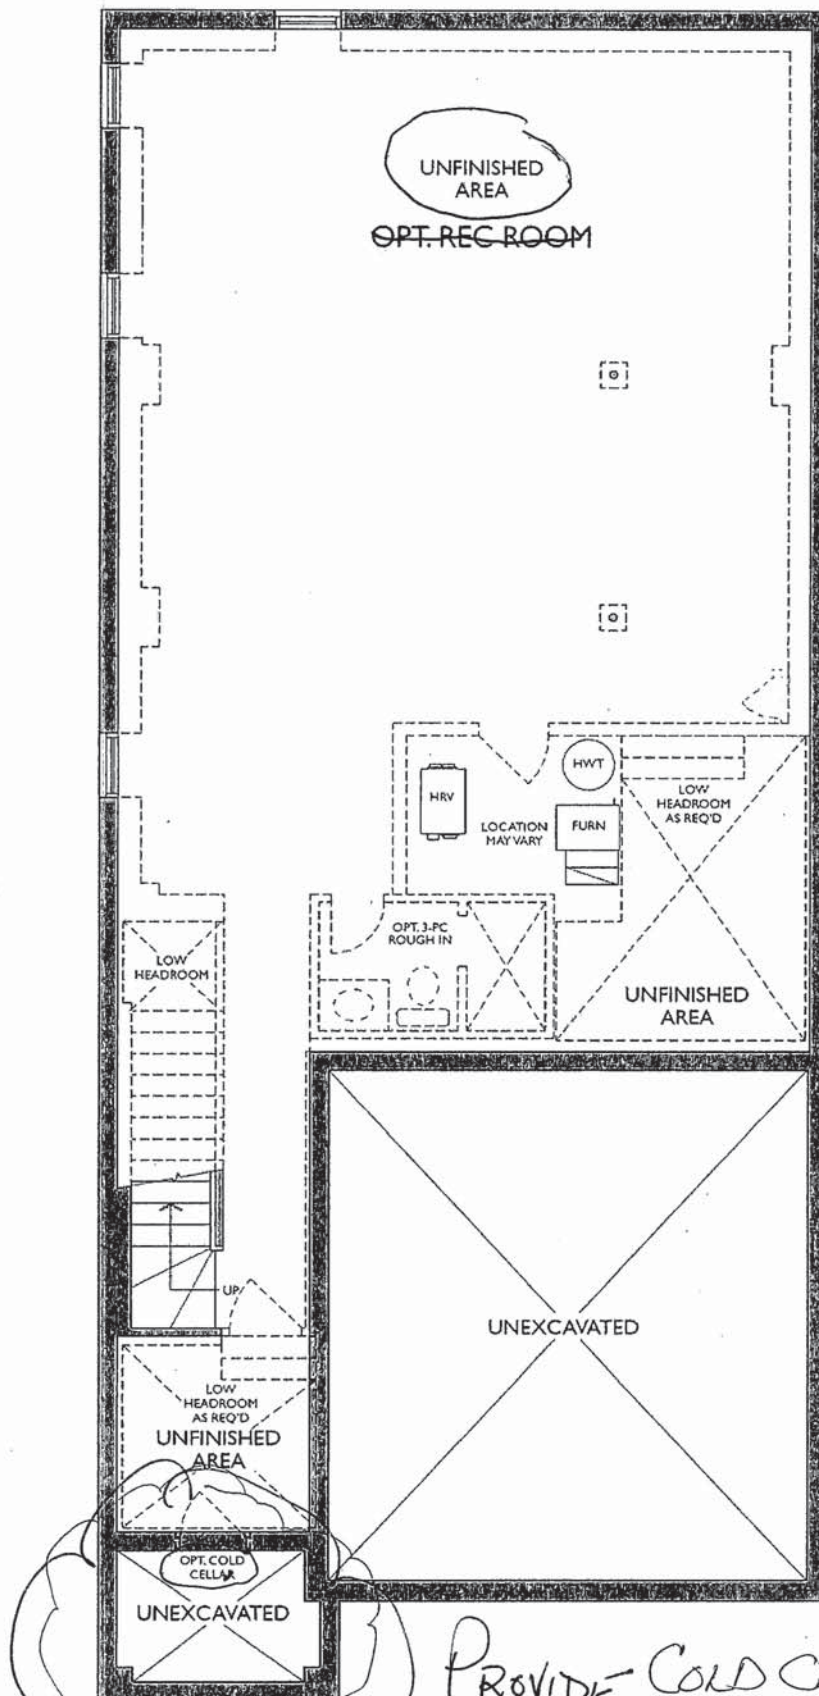 UNFINISHED
AREA
OPT. REC ROOM
HWT
HRV
LOW
HEADROOM
AS REQ'D
LOCATION
MAY VARY
FURN
OPT. 3-PC
ROUGH IN
LOW
HEADROOM
UNFINISHED
AREA
UP
UNEXCAVATED
LOW
HEADROOM
AS REQ'D
UNFINISHED
AREA
OPT. COLD
CELLAR
UNEXCAVATED
PROVIDE COLD